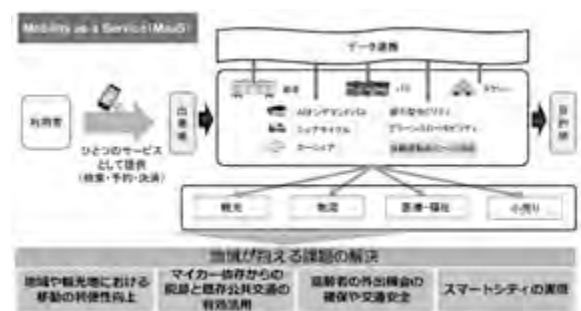 Mobility as a Service(MaaS)
データ連携
鉄道
バス
タクシー
利用者
出発地
目的地
AIオンデマンドバス
シェアサイクル
カーシェア
超小型モビリティ
グリーンスローモビリティ
ひとつのサービス
として提供
(検索・予約・決済)
観光
物流
医療・福祉
小売り
地域が抱える課題の解決
地域や観光地における
移動の利便性向上
マイカー依存からの
脱却と既存公共交通の
有効活用
高齢者の外出機会の
確保や交通安全
スマートシティの実現